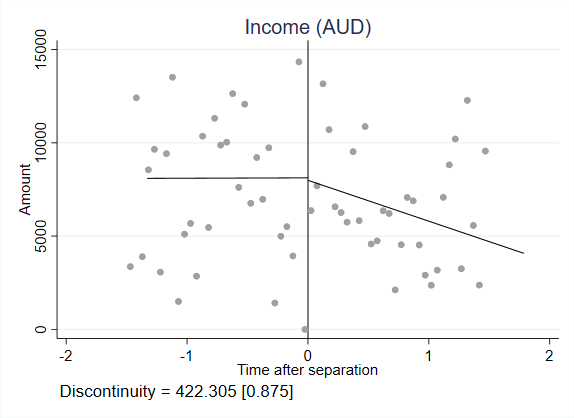 Income (AUD)
15000
10000
5000
0
Amount
-2
-1
0
1
2
Time after separation
Discontinuity = 422.305 [0.875]